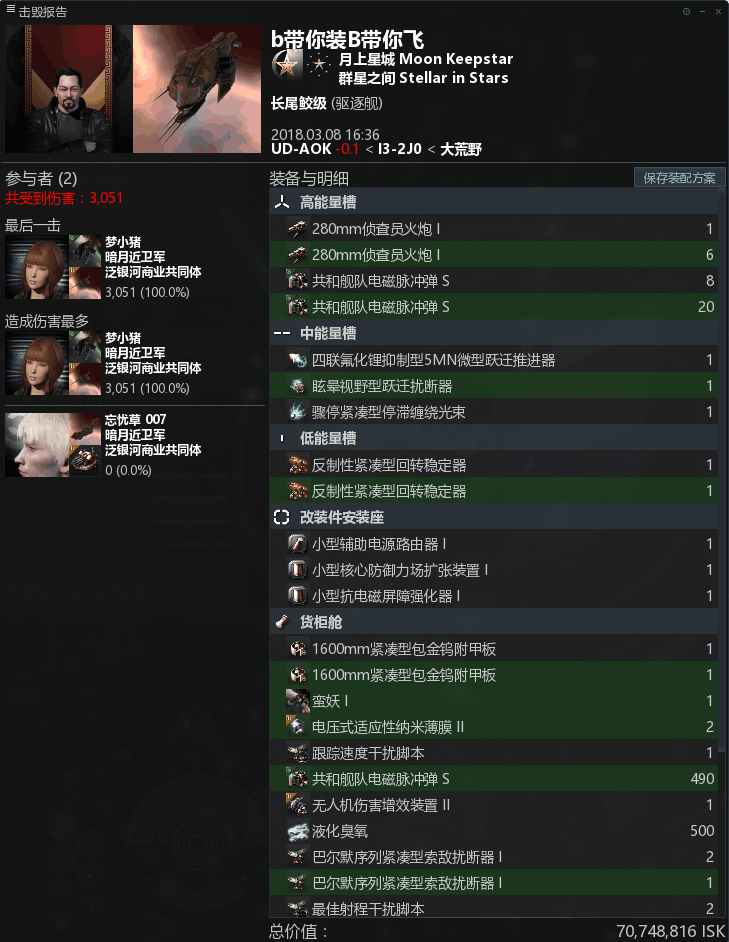 击毁报告
b带你装B带你飞
月上星城 Moon Keepstar
群星之间 Stellar in Stars
长尾鲛级 (驱逐舰)
2018.03.08 16:36
UD-AOK -0.1 < I3-2J0 < 大荒野
参与者 (2)
共受到伤害：3,051
最后一击
梦小猪
暗月近卫军
泛银河商业共同体
3,051 (100.0%)
造成伤害最多
梦小猪
暗月近卫军
泛银河商业共同体
3,051 (100.0%)
忘忧草 007
暗月近卫军
泛银河商业共同体
0 (0.0%)
装备与明细
保存装配方案
高能量槽
280mm侦查员火炮 I 1
280mm侦查员火炮 I 6
共和舰队电磁脉冲弹 S 8
共和舰队电磁脉冲弹 S 20
中能量槽
四联氟化锂抑制型5MN微型跃迁推进器 1
眩晕视野型跃迁扰断器 1
骤停紧凑型停滞缠绕光束 1
低能量槽
反制性紧凑型回转稳定器 1
反制性紧凑型回转稳定器 1
改装件安装座
小型辅助电源路由器 I 1
小型核心防御力场扩张装置 I 1
小型抗电磁屏障强化器 I 1
货柜舱
1600mm紧凑型包金钨附甲板 1
1600mm紧凑型包金钨附甲板 1
蛮妖 I 1
电压式适应性纳米薄膜 II 2
跟踪速度干扰脚本 1
共和舰队电磁脉冲弹 S 490
无人机伤害增效装置 II 1
液化臭氧 500
巴尔默序列紧凑型索敌扰断器 I 2
巴尔默序列紧凑型索敌扰断器 I 1
最佳射程干扰脚本 2
总价值： 70,748,816 ISK